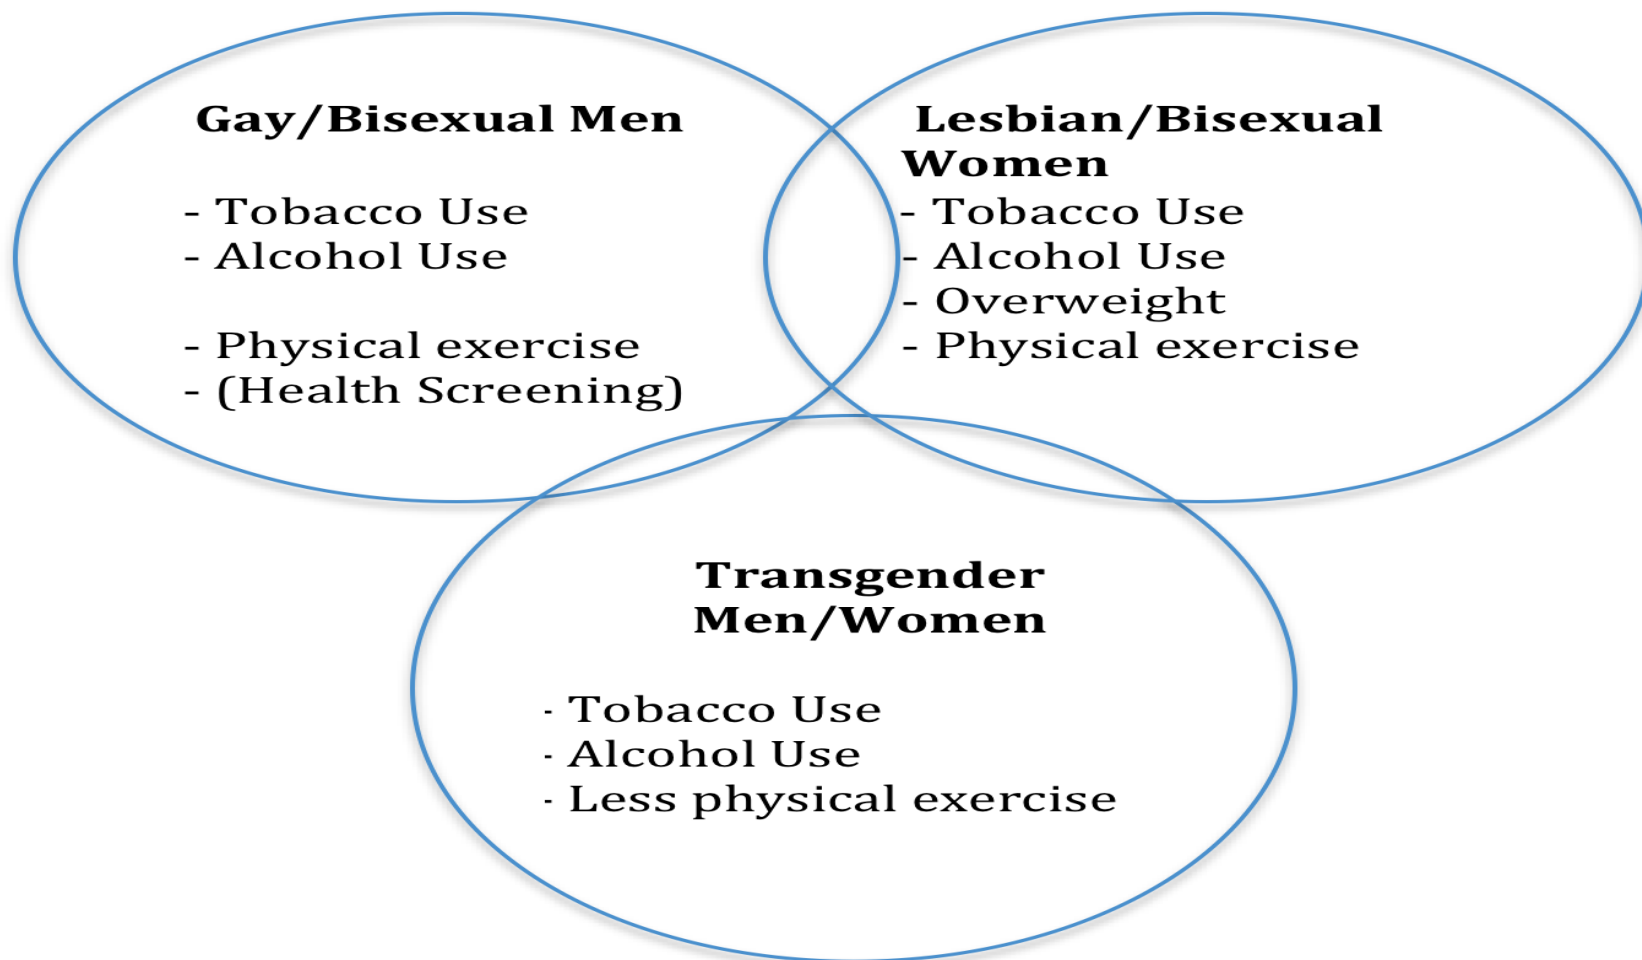 Gay/Bisexual Men
- Tobacco Use
- Alcohol Use
- Physical exercise
- (Health Screening)
Lesbian/Bisexual
Women
- Tobacco Use
- Alcohol Use
- Overweight
- Physical exercise
Transgender
Men/Women
- Tobacco Use
- Alcohol Use
- Less physical exercise